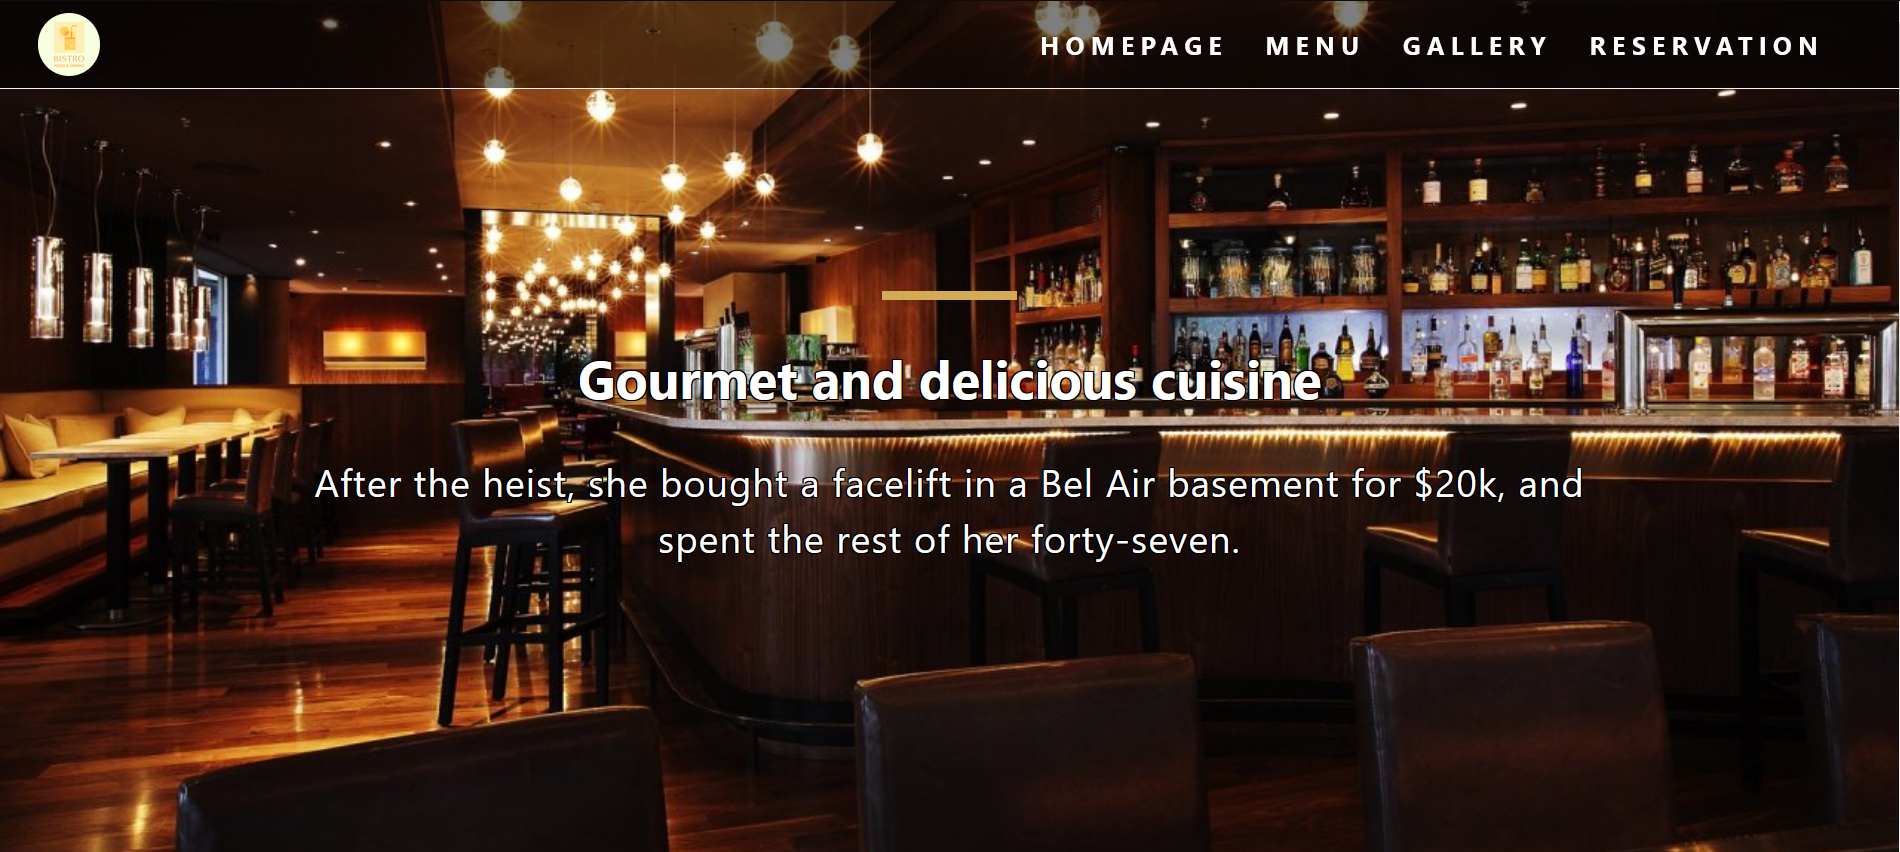 BISTRO
HOMEPAGE MENU GALLERY RESERVATION
Gourmet and delicious cuisine
After the heist, she bought a facelift in a Bel Air basement for $20k, and
spent the rest of her forty-seven.